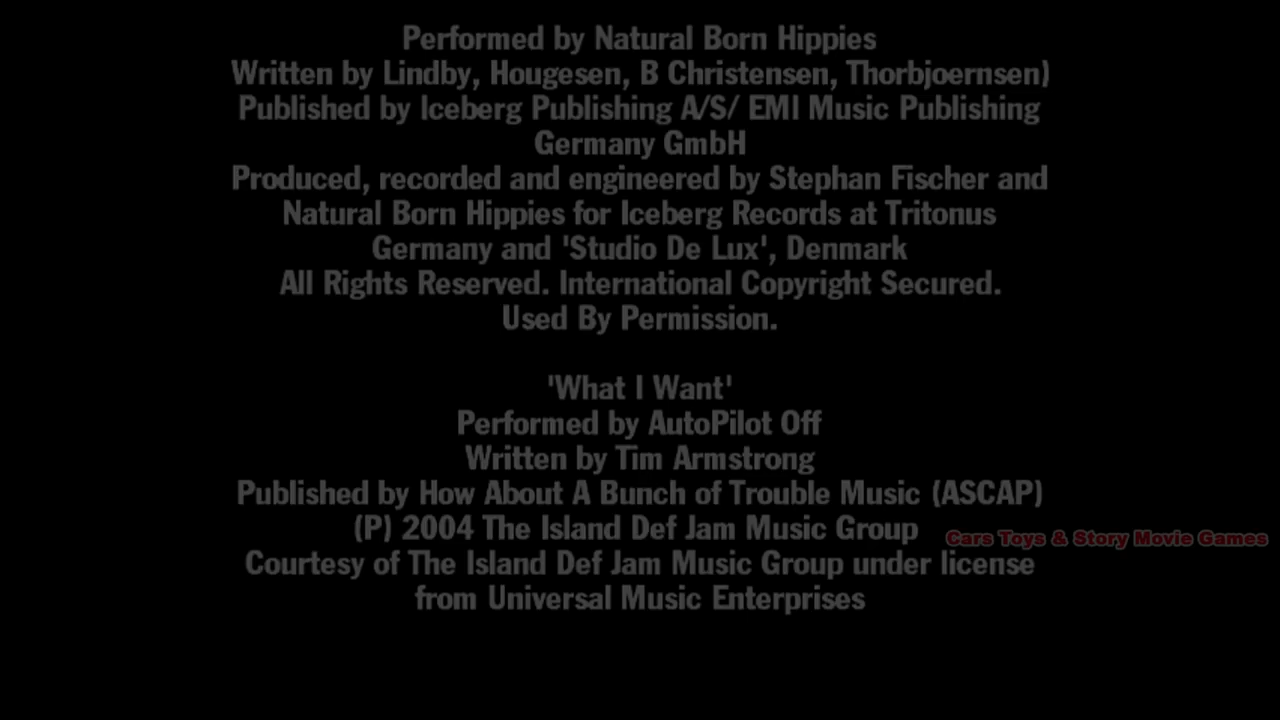 Performed by Natural Born Hippies
Written by Lindby, Hougesen, B Christensen, Thorbjoernsen)
Published by Iceberg Publishing A/S/ EMI Music Publishing
Germany GmbH
Produced, recorded and engineered by Stephan Fischer and
Natural Born Hippies for Iceberg Records at Tritonus
Germany and 'Studio De Lux', Denmark
All Rights Reserved. International Copyright Secured.
Used By Permission.
'What I Want'
Performed by AutoPilot Off
Written by Tim Armstrong
Published by How About A Bunch of Trouble Music (ASCAP)
(P) 2004 The Island Def Jam Music Group
Cars Toys & Story Movie Games
Courtesy of The Island Def Jam Music Group under license
from Universal Music Enterprises